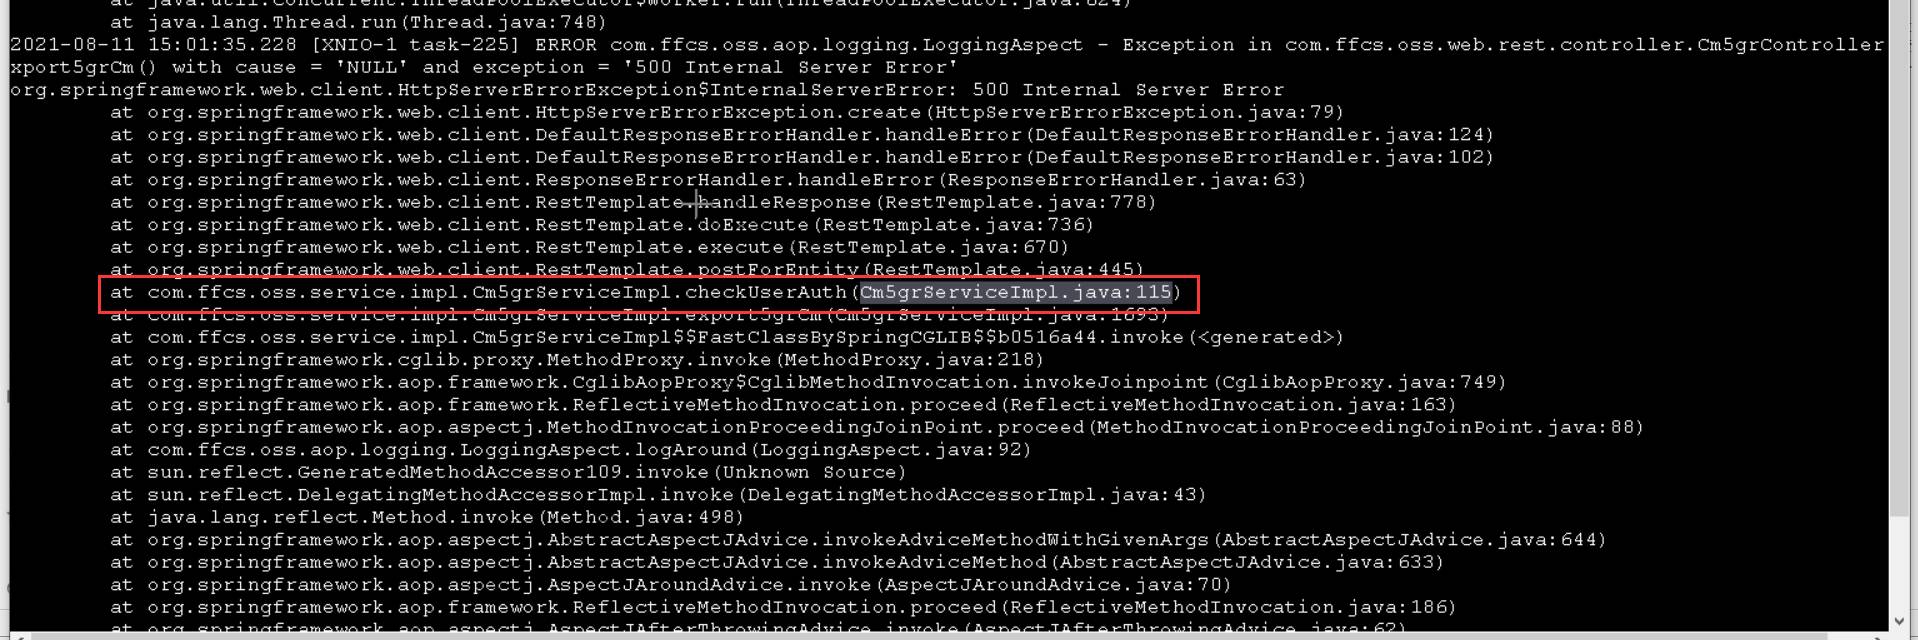 at java.util.concurrent.ThreadPoolExecutor$Worker.run(ThreadPoolExecutor.java:624)
at java.lang.Thread.run(Thread.java:748)
2021-08-11 15:01:35.228 [XNIO-1 task-225] ERROR com.ffcs.oss.aop.logging.LoggingAspect - Exception in com.ffcs.oss.web.rest.controller.Cm5grController
xport5grCm() with cause = 'NULL' and exception = '500 Internal Server Error'
org.springframework.web.client.HttpServerErrorException$InternalServerError: 500 Internal Server Error
at org.springframework.web.client.HttpServerErrorException.create(HttpServerErrorException.java:79)
at org.springframework.web.client.DefaultResponseErrorHandler.handleError(DefaultResponseErrorHandler.java:124)
at org.springframework.web.client.DefaultResponseErrorHandler.handleError(DefaultResponseErrorHandler.java:102)
at org.springframework.web.client.ResponseErrorHandler.handleError(ResponseErrorHandler.java:63)
at org.springframework.web.client.RestTemplate.handleResponse(RestTemplate.java:778)
at org.springframework.web.client.RestTemplate.doExecute(RestTemplate.java:736)
at org.springframework.web.client.RestTemplate.execute(RestTemplate.java:670)
at org.springframework.web.client.RestTemplate.postForEntity(RestTemplate.java:445)
at com.ffcs.oss.service.impl.Cm5grServiceImpl.checkUserAuth(Cm5grServiceImpl.java:115)
at com.ffcs.oss.service.impl.Cm5grServiceImpl.export5grCm(Cm5grServiceImpl.java:1693)
at com.ffcs.oss.service.impl.Cm5grServiceImpl$$FastClassBySpringCGLIB$$b0516a44.invoke(<generated>)
at org.springframework.cglib.proxy.MethodProxy.invoke(MethodProxy.java:218)
at org.springframework.aop.framework.CglibAopProxy$CglibMethodInvocation.invokeJoinpoint(CglibAopProxy.java:749)
at org.springframework.aop.framework.ReflectiveMethodInvocation.proceed(ReflectiveMethodInvocation.java:163)
at org.springframework.aop.aspectj.MethodInvocationProceedingJoinPoint.proceed(MethodInvocationProceedingJoinPoint.java:88)
at com.ffcs.oss.aop.logging.LoggingAspect.logAround(LoggingAspect.java:92)
at sun.reflect.GeneratedMethodAccessor109.invoke(Unknown Source)
at sun.reflect.DelegatingMethodAccessorImpl.invoke(DelegatingMethodAccessorImpl.java:43)
at java.lang.reflect.Method.invoke(Method.java:498)
at org.springframework.aop.aspectj.AbstractAspectJAdvice.invokeAdviceMethodWithGivenArgs(AbstractAspectJAdvice.java:644)
at org.springframework.aop.aspectj.AbstractAspectJAdvice.invokeAdviceMethod(AbstractAspectJAdvice.java:633)
at org.springframework.aop.aspectj.AspectJAroundAdvice.invoke(AspectJAroundAdvice.java:70)
at org.springframework.aop.framework.ReflectiveMethodInvocation.proceed(ReflectiveMethodInvocation.java:186)
at org.springframework.aop.aspectj.AspectJAfterThrowingAdvice.invoke(AspectJAfterThrowingAdvice.java:62)